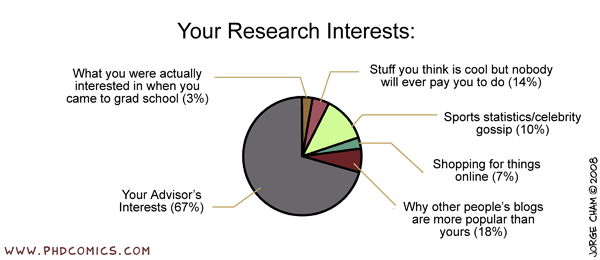 Your Research Interests:
What you were actually
interested in when you
came to grad school (3%)
Stuff you think is cool but nobody
will ever pay you to do (14%)
Sports statistics/celebrity
gossip (10%)
Shopping for things
online (7%)
Why other people's blogs
are more popular than
yours (18%)
Your Advisor's
Interests (67%)
WWW.PHDCOMICS.COM
JORGE CHAM © 2008